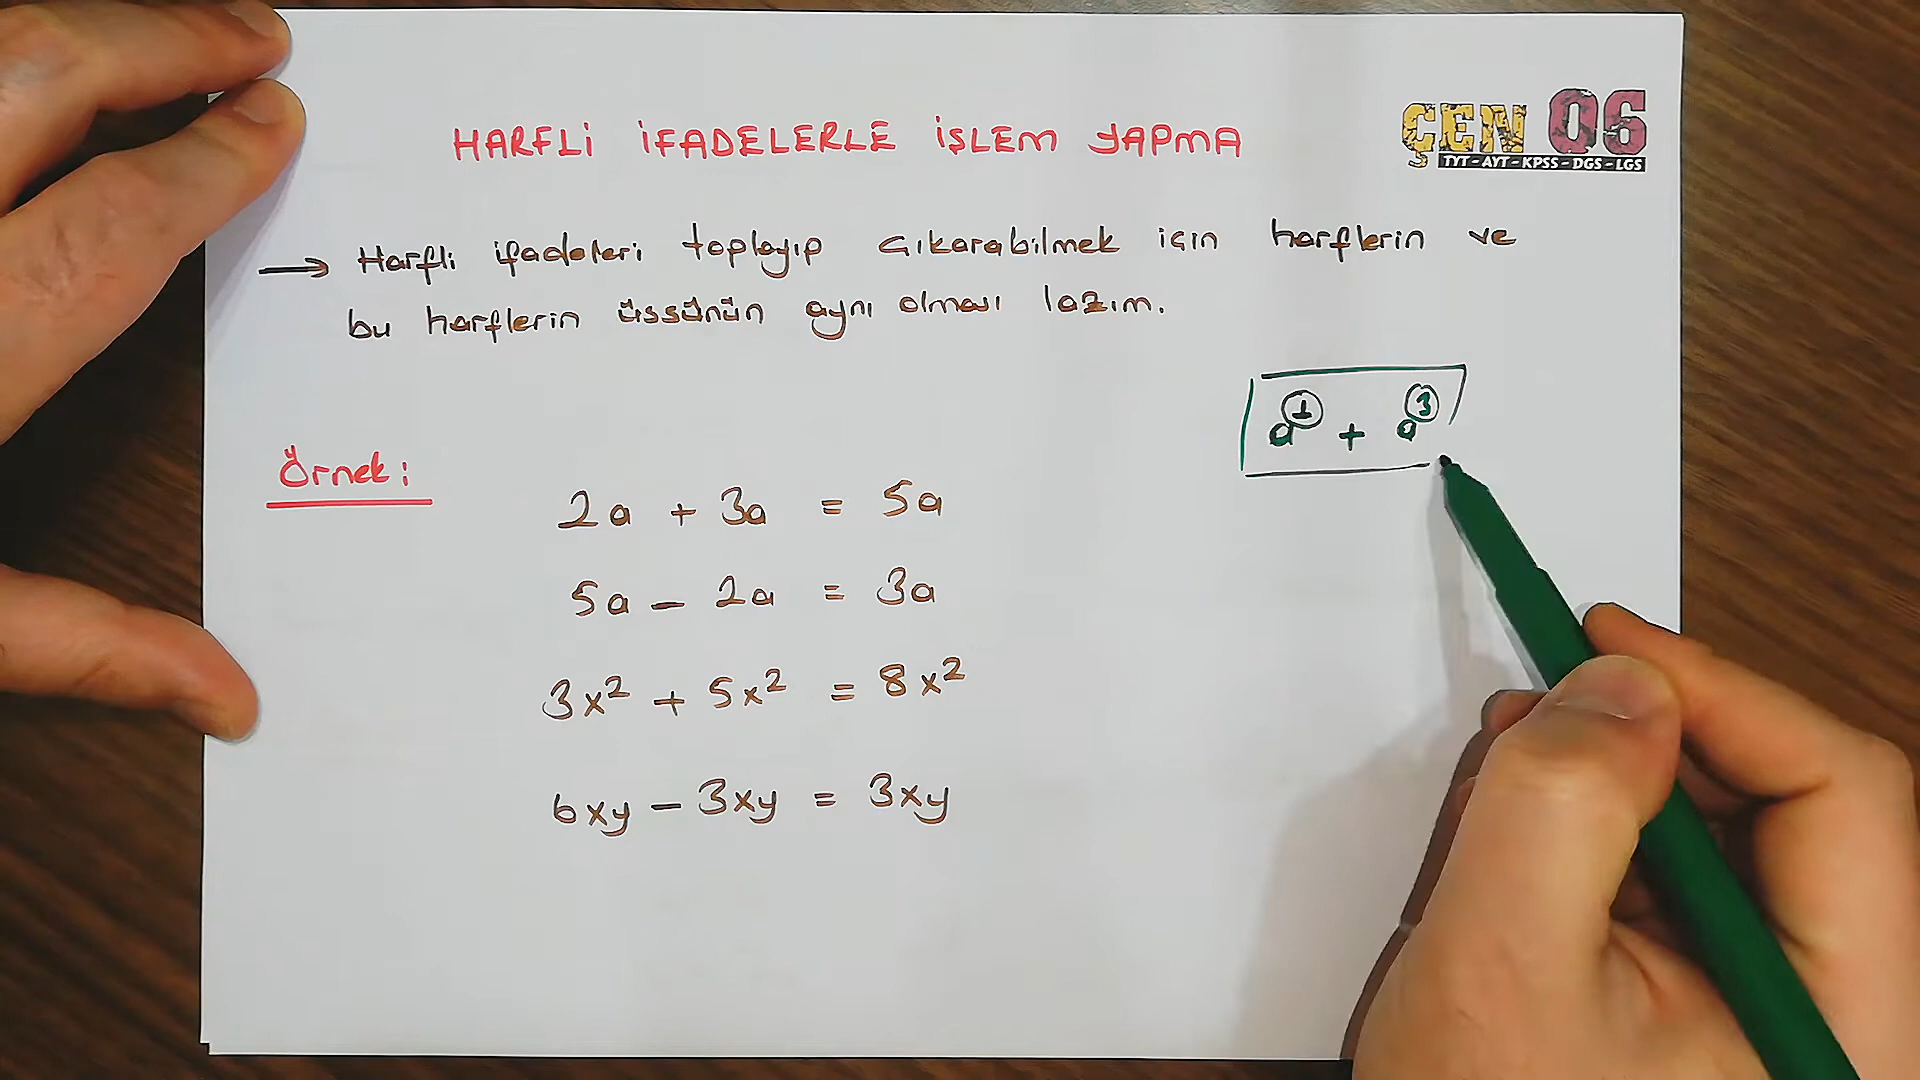 HARFLİ İFADELERLE İŞLEM YAPMA
ÇEN 06
TYT - AYT - KPSS - DGS - LGS
→ Harfli ifadeleri toplayıp çıkarabilmek için harflerin ve
bu harflerin üssünün aynı olması lazım.
a¹ + a³
Örnek:
2a + 3a = 5a
5a - 2a = 3a
3x² + 5x² = 8x²
6xy - 3xy = 3xy